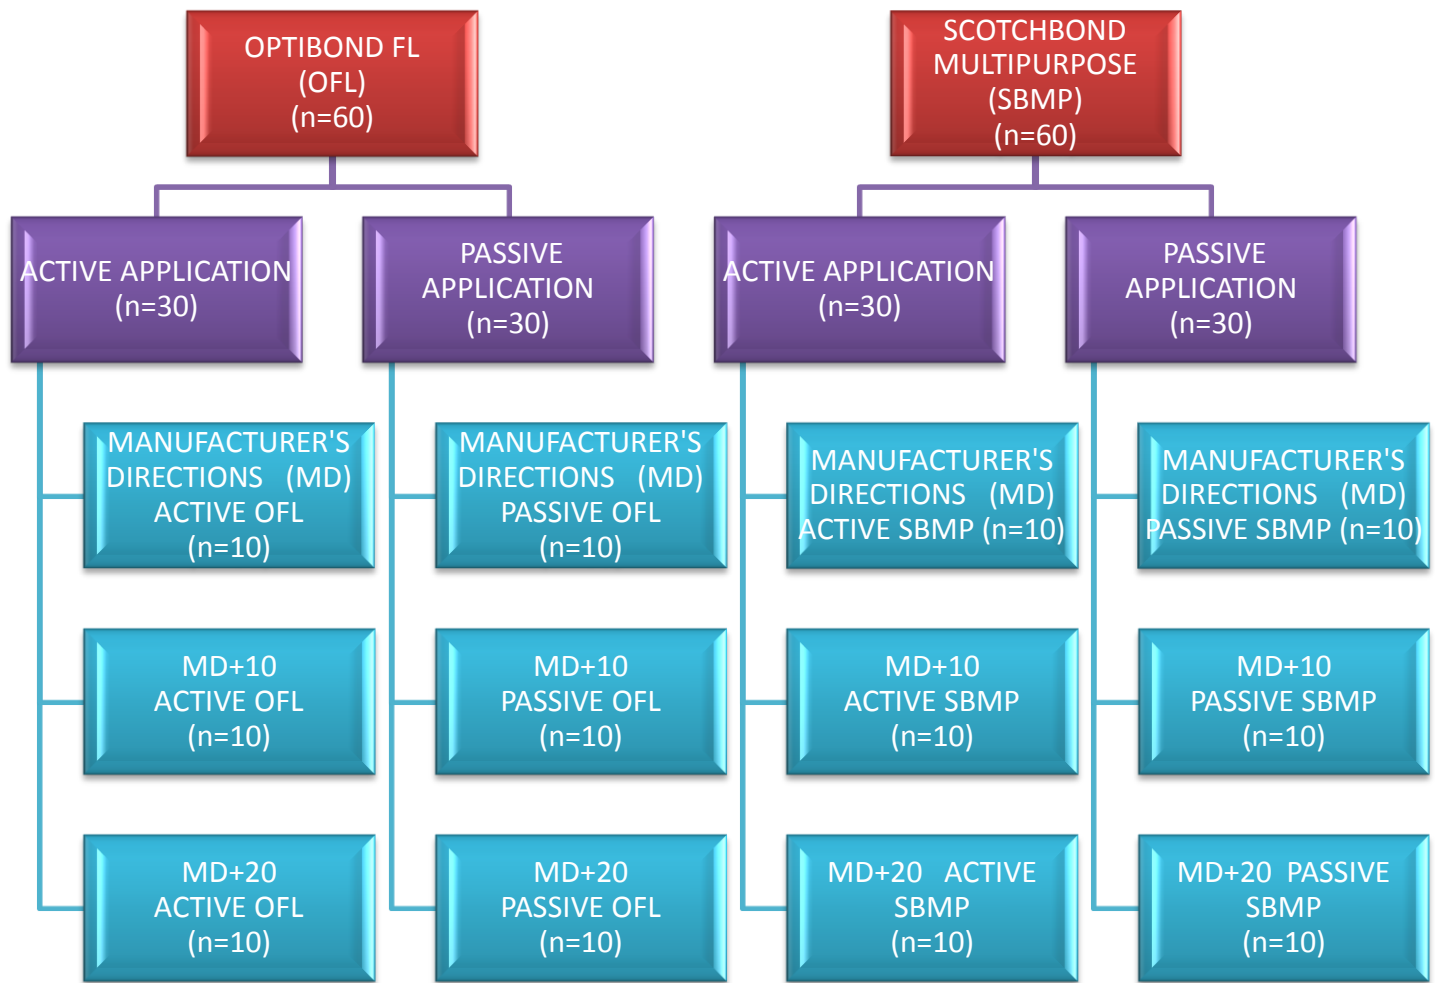 OPTIBOND FL
(OFL)
(n=60)
SCOTCHBOND
MULTIPURPOSE
(SBMP)
(n=60)
ACTIVE APPLICATION
(n=30)
PASSIVE
APPLICATION
(n=30)
ACTIVE APPLICATION
(n=30)
PASSIVE
APPLICATION
(n=30)
MANUFACTURER'S
DIRECTIONS (MD)
ACTIVE OFL
(n=10)
MANUFACTURER'S
DIRECTIONS (MD)
PASSIVE OFL
(n=10)
MANUFACTURER'S
DIRECTIONS (MD)
ACTIVE SBMP (n=10)
MANUFACTURER'S
DIRECTIONS (MD)
PASSIVE SBMP (n=10)
MD+10
ACTIVE OFL
(n=10)
MD+10
PASSIVE OFL
(n=10)
MD+10
ACTIVE SBMP
(n=10)
MD+10
PASSIVE SBMP
(n=10)
MD+20
ACTIVE OFL
(n=10)
MD+20
PASSIVE OFL
(n=10)
MD+20 ACTIVE
SBMP
(n=10)
MD+20 PASSIVE
SBMP
(n=10)